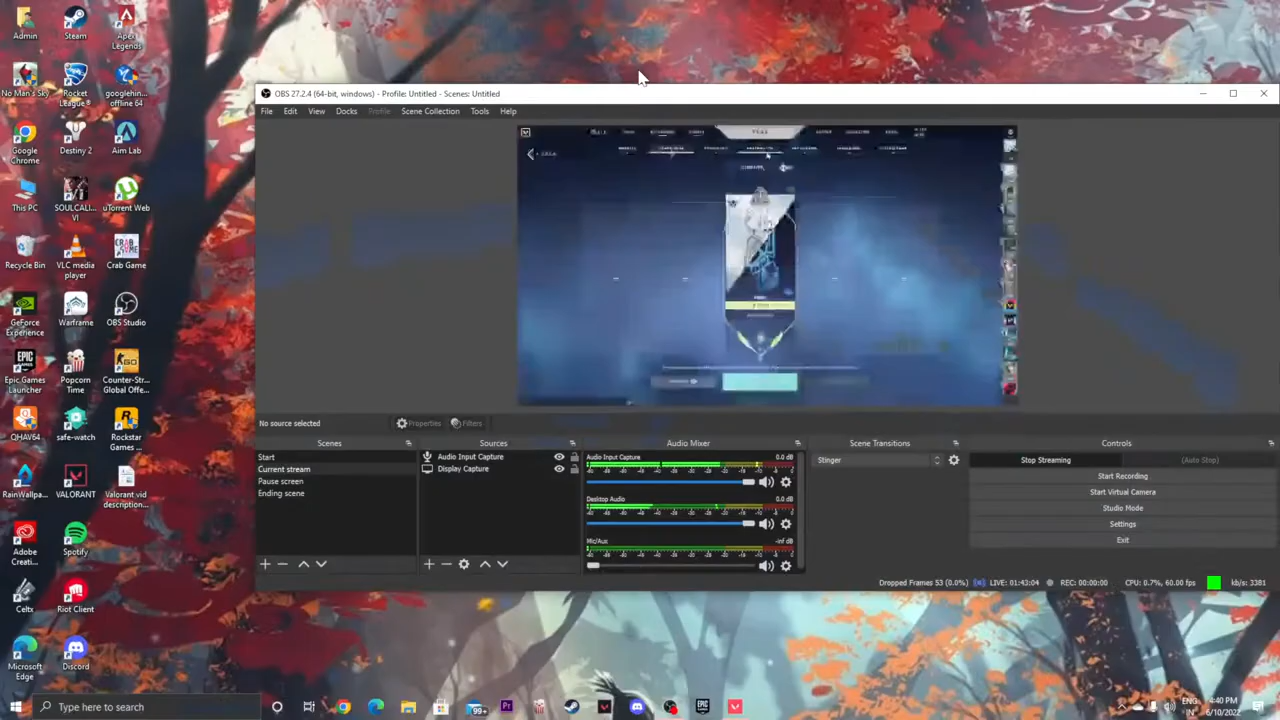 Admin
Steam
Apex
Legends
No Man's Sky
Rocket
League®
googlehin...
offline 64
Google
Chrome
Destiny 2
Aim Lab
This PC
SOULCALI...
VI
uTorrent Web
Recycle Bin
VLC media
player
Crab Game
GeForce
Experience
Warframe
OBS Studio
Epic Games
Launcher
Popcorn
Time
Counter-Str...
Global Offe...
QHAV64
safe-watch
Rockstar
Games ...
RainWallpa...
VALORANT
Valorant vid
description...
Adobe
Creati...
Spotify
Celtx
Riot Client
Microsoft
Edge
Discord
OBS 27.2.4 (64-bit, windows) - Profile: Untitled - Scenes: Untitled
File Edit View Docks Profile Scene Collection Tools Help
No source selected
Properties Filters
Scenes
Start
Current stream
Pause screen
Ending scene
Sources
Audio Input Capture
Display Capture
Audio Mixer
Audio Input Capture 0.0 dB
Desktop Audio 0.0 dB
Mic/Aux -inf dB
Scene Transitions
Stinger
Controls
Stop Streaming (Auto Stop)
Start Recording
Start Virtual Camera
Studio Mode
Settings
Exit
Dropped Frames 53 (0.0%) LIVE: 01:43:04 REC: 00:00:00 CPU: 0.7%, 60.00 fps kb/s: 3381
Type here to search
99+
Pr
ENG
IN
4:40 PM
6/10/2022